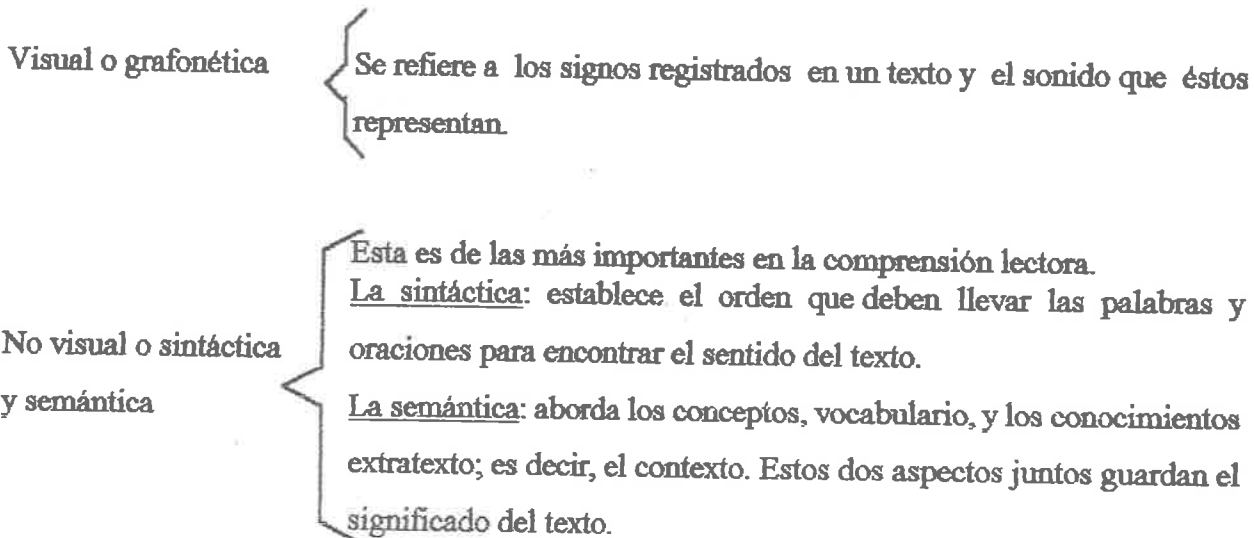 Visual o grafonética
Se refiere a los signos registrados en un texto y el sonido que éstos
representan.
No visual o sintáctica
y semántica
Esta es de las más importantes en la comprensión lectora.
La sintáctica: establece el orden que deben llevar las palabras y
oraciones para encontrar el sentido del texto.
La semántica: aborda los conceptos, vocabulario, y los conocimientos
extratexto; es decir, el contexto. Estos dos aspectos juntos guardan el
significado del texto.